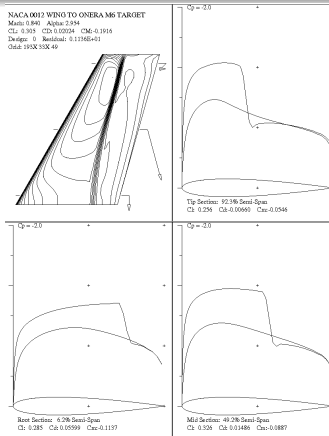 NACA 0012 WING TO ONERA M6 TARGET
Mach: 0.840 Alpha: 2.954
CL: 0.305 CD: 0.02024 CM:-0.1916
Design: 0 Residual: 0.1136E+01
Grid: 193X 33X 49
Cp = -2.0
Tip Section: 92.3% Semi-Span
Cl: 0.256 Cd:-0.00660 Cm:-0.0546
Cp = -2.0
Root Section: 6.2% Semi-Span
Cl: 0.285 Cd: 0.05599 Cm:-0.1137
Cp = -2.0
Mid Section: 49.2% Semi-Span
Cl: 0.326 Cd: 0.01486 Cm:-0.0887